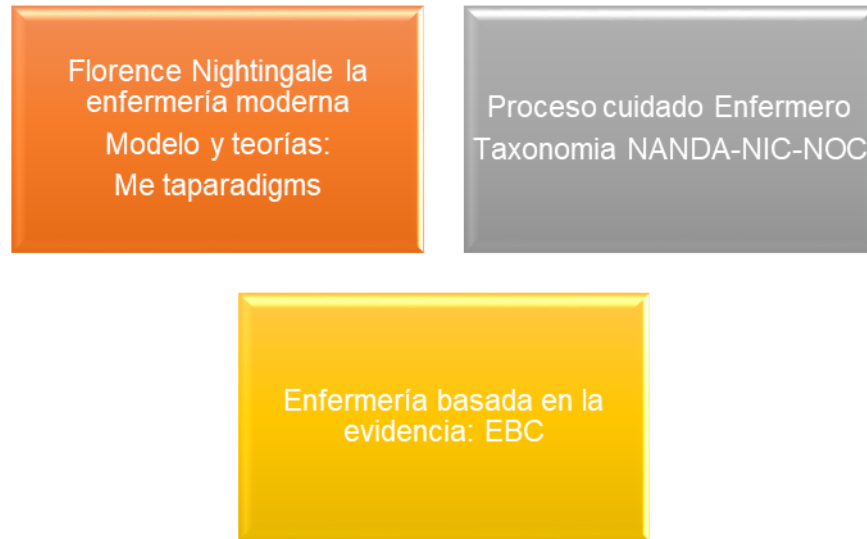 Florence Nightingale la
enfermería moderna
Modelo y teorías:
Me taparadigms
Proceso cuidado Enfermero
Taxonomia NANDA-NIC-NOC
Enfermería basada en la
evidencia: EBC